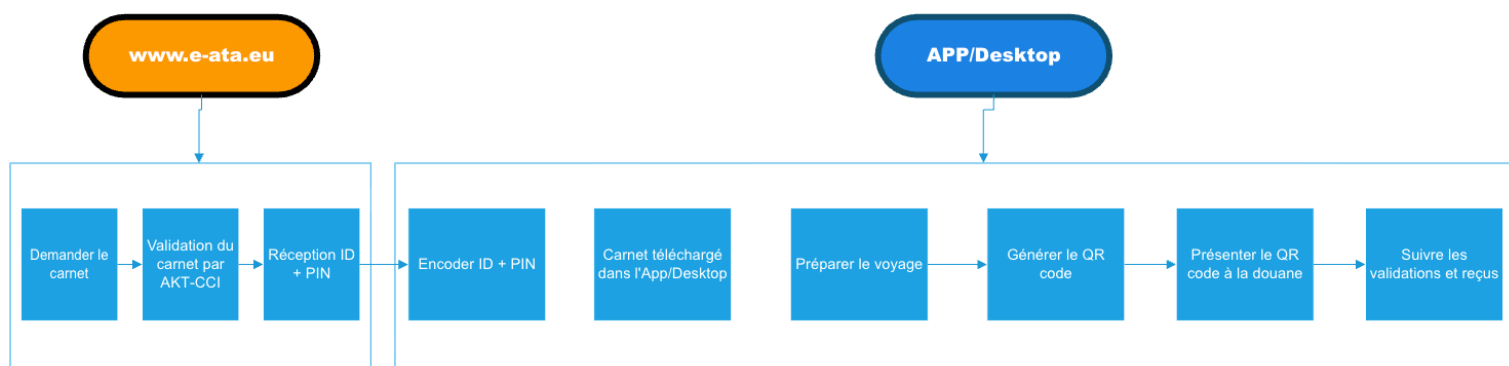 www.e-ata.eu
APP/Desktop
Demander le
carnet
Validation du
carnet par
AKT-CCI
Réception ID
+ PIN
Encoder ID + PIN
Carnet téléchargé
dans l'App/Desktop
Préparer le voyage
Générer le QR
code
Présenter le QR
code à la douane
Suivre les
validations et reçus